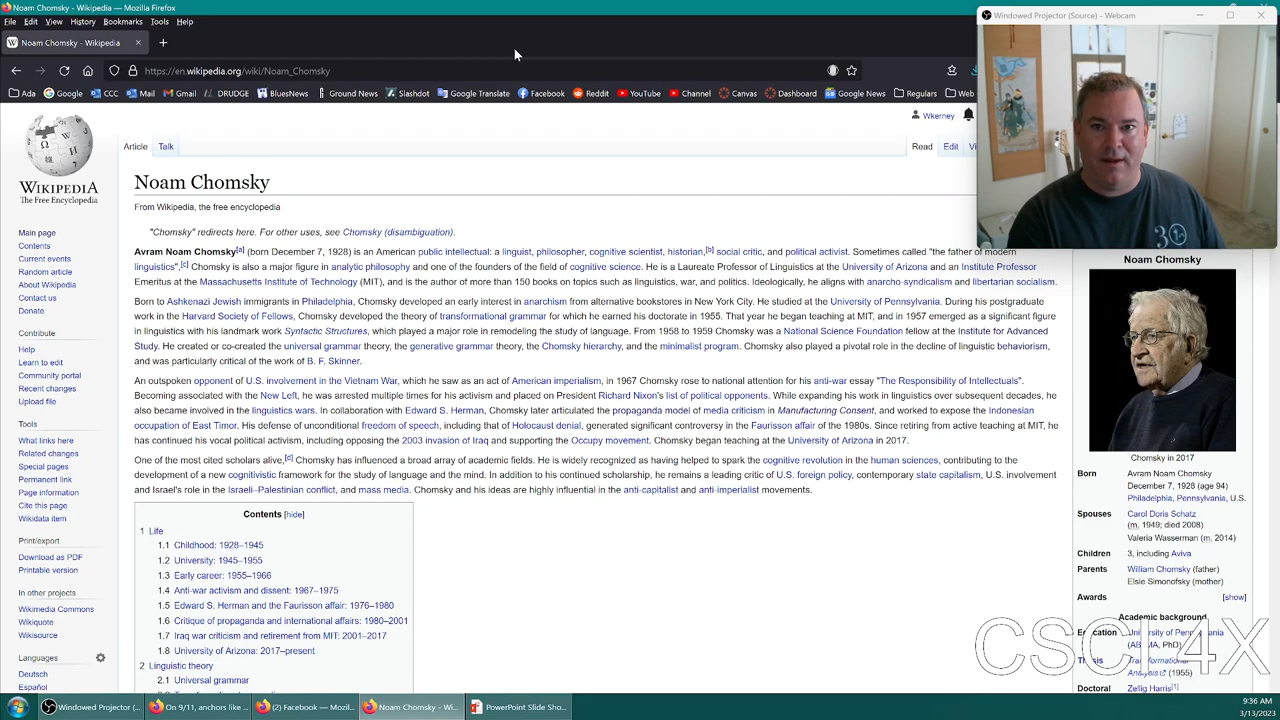 Noam Chomsky - Wikipedia — Mozilla Firefox
File Edit View History Bookmarks Tools Help
Noam Chomsky - Wikipedia
https://en.wikipedia.org/wiki/Noam_Chomsky
Ada Google CCC Mail Gmail DRUDGE BluesNews Ground News Slashdot Google Translate Facebook Reddit YouTube Channel Canvas Dashboard Google News Regulars Web
Windowed Projector (Source) - Webcam
WIKIPEDIA
The Free Encyclopedia
Main page
Contents
Current events
Random article
About Wikipedia
Contact us
Donate
Contribute
Help
Learn to edit
Community portal
Recent changes
Upload file
Tools
What links here
Related changes
Special pages
Permanent link
Page information
Cite this page
Wikidata item
Print/export
Download as PDF
Printable version
In other projects
Wikimedia Commons
Wikiquote
Wikisource
Languages
Deutsch
Español
Wkerney
Article Talk
Read Edit
Noam Chomsky
From Wikipedia, the free encyclopedia
"Chomsky" redirects here. For other uses, see Chomsky (disambiguation).
Avram Noam Chomsky[a] (born December 7, 1928) is an American public intellectual: a linguist, philosopher, cognitive scientist, historian,[b] social critic, and political activist. Sometimes called "the father of modern
linguistics",[c] Chomsky is also a major figure in analytic philosophy and one of the founders of the field of cognitive science. He is a Laureate Professor of Linguistics at the University of Arizona and an Institute Professor
Emeritus at the Massachusetts Institute of Technology (MIT), and is the author of more than 150 books on topics such as linguistics, war, and politics. Ideologically, he aligns with anarcho-syndicalism and libertarian socialism.
Born to Ashkenazi Jewish immigrants in Philadelphia, Chomsky developed an early interest in anarchism from alternative bookstores in New York City. He studied at the University of Pennsylvania. During his postgraduate
work in the Harvard Society of Fellows, Chomsky developed the theory of transformational grammar for which he earned his doctorate in 1955. That year he began teaching at MIT, and in 1957 emerged as a significant figure
in linguistics with his landmark work Syntactic Structures, which played a major role in remodeling the study of language. From 1958 to 1959 Chomsky was a National Science Foundation fellow at the Institute for Advanced
Study. He created or co-created the universal grammar theory, the generative grammar theory, the Chomsky hierarchy, and the minimalist program. Chomsky also played a pivotal role in the decline of linguistic behaviorism,
and was particularly critical of the work of B. F. Skinner.
An outspoken opponent of U.S. involvement in the Vietnam War, which he saw as an act of American imperialism, in 1967 Chomsky rose to national attention for his anti-war essay "The Responsibility of Intellectuals".
Becoming associated with the New Left, he was arrested multiple times for his activism and placed on President Richard Nixon's list of political opponents. While expanding his work in linguistics over subsequent decades, he
also became involved in the linguistics wars. In collaboration with Edward S. Herman, Chomsky later articulated the propaganda model of media criticism in Manufacturing Consent, and worked to expose the Indonesian
occupation of East Timor. His defense of unconditional freedom of speech, including that of Holocaust denial, generated significant controversy in the Faurisson affair of the 1980s. Since retiring from active teaching at MIT, he
has continued his vocal political activism, including opposing the 2003 invasion of Iraq and supporting the Occupy movement. Chomsky began teaching at the University of Arizona in 2017.
One of the most cited scholars alive,[d] Chomsky has influenced a broad array of academic fields. He is widely recognized as having helped to spark the cognitive revolution in the human sciences, contributing to the
development of a new cognitivistic framework for the study of language and the mind. In addition to his continued scholarship, he remains a leading critic of U.S. foreign policy, contemporary state capitalism, U.S. involvement
and Israel's role in the Israeli–Palestinian conflict, and mass media. Chomsky and his ideas are highly influential in the anti-capitalist and anti-imperialist movements.
Contents [hide]
1 Life
1.1 Childhood: 1928–1945
1.2 University: 1945–1955
1.3 Early career: 1955–1966
1.4 Anti-war activism and dissent: 1967–1975
1.5 Edward S. Herman and the Faurisson affair: 1976–1980
1.6 Critique of propaganda and international affairs: 1980–2001
1.7 Iraq war criticism and retirement from MIT: 2001–2017
1.8 University of Arizona: 2017–present
2 Linguistic theory
2.1 Universal grammar
Noam Chomsky
Chomsky in 2017
Born Avram Noam Chomsky
December 7, 1928 (age 94)
Philadelphia, Pennsylvania, U.S.
Spouses Carol Doris Schatz
(m. 1949; died 2008)
Valeria Wasserman (m. 2014)
Children 3, including Aviva
Parents William Chomsky (father)
Elsie Simonofsky (mother)
Awards [show]
Academic background
Education University of Pennsylvania
(BA, MA, PhD)
Thesis Transformational
Analysis (1955)
Doctoral Zellig Harris[1]
CSCI 4X
Windowed Projector (... On 9/11, anchors like ... (2) Facebook — Mozil... Noam Chomsky - Wi... PowerPoint Slide Sho...
9:36 AM
3/13/2023